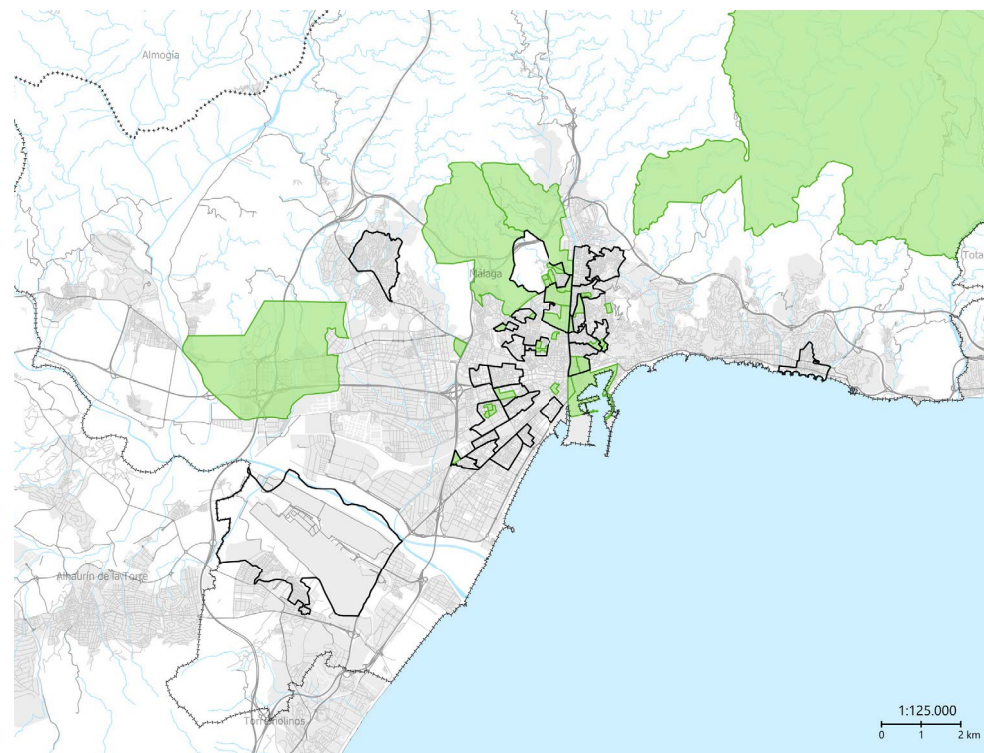 Almogía
Málaga
Tota
Alhaurín de la Torre
Torremolinos
1:125.000
0 1 2 km